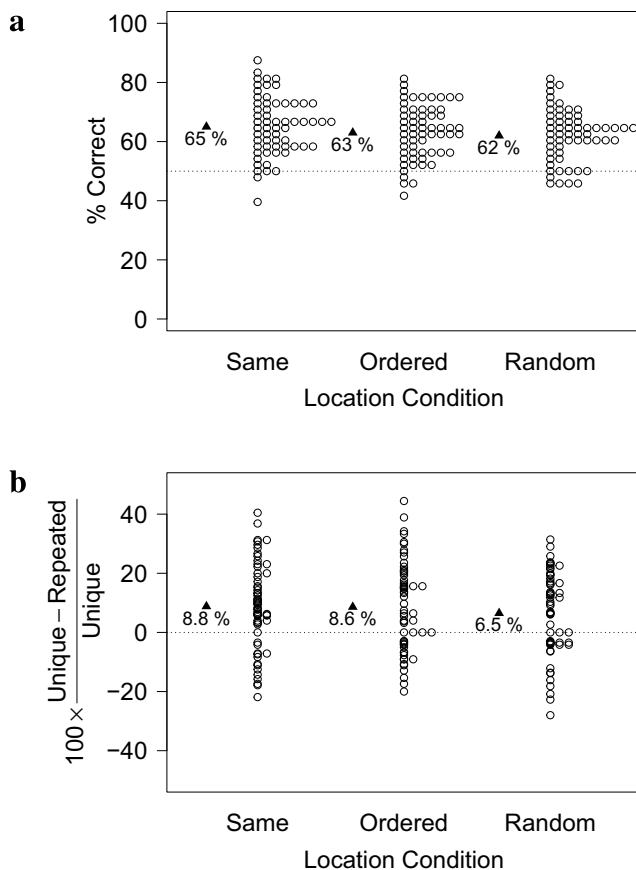 a
100
80
60
40
20
0
% Correct
65 %
63 %
62 %
Same Ordered Random
Location Condition
b
40
20
0
−20
−40
100 × Unique − Repeated
Unique
8.8 %
8.6 %
6.5 %
Same Ordered Random
Location Condition